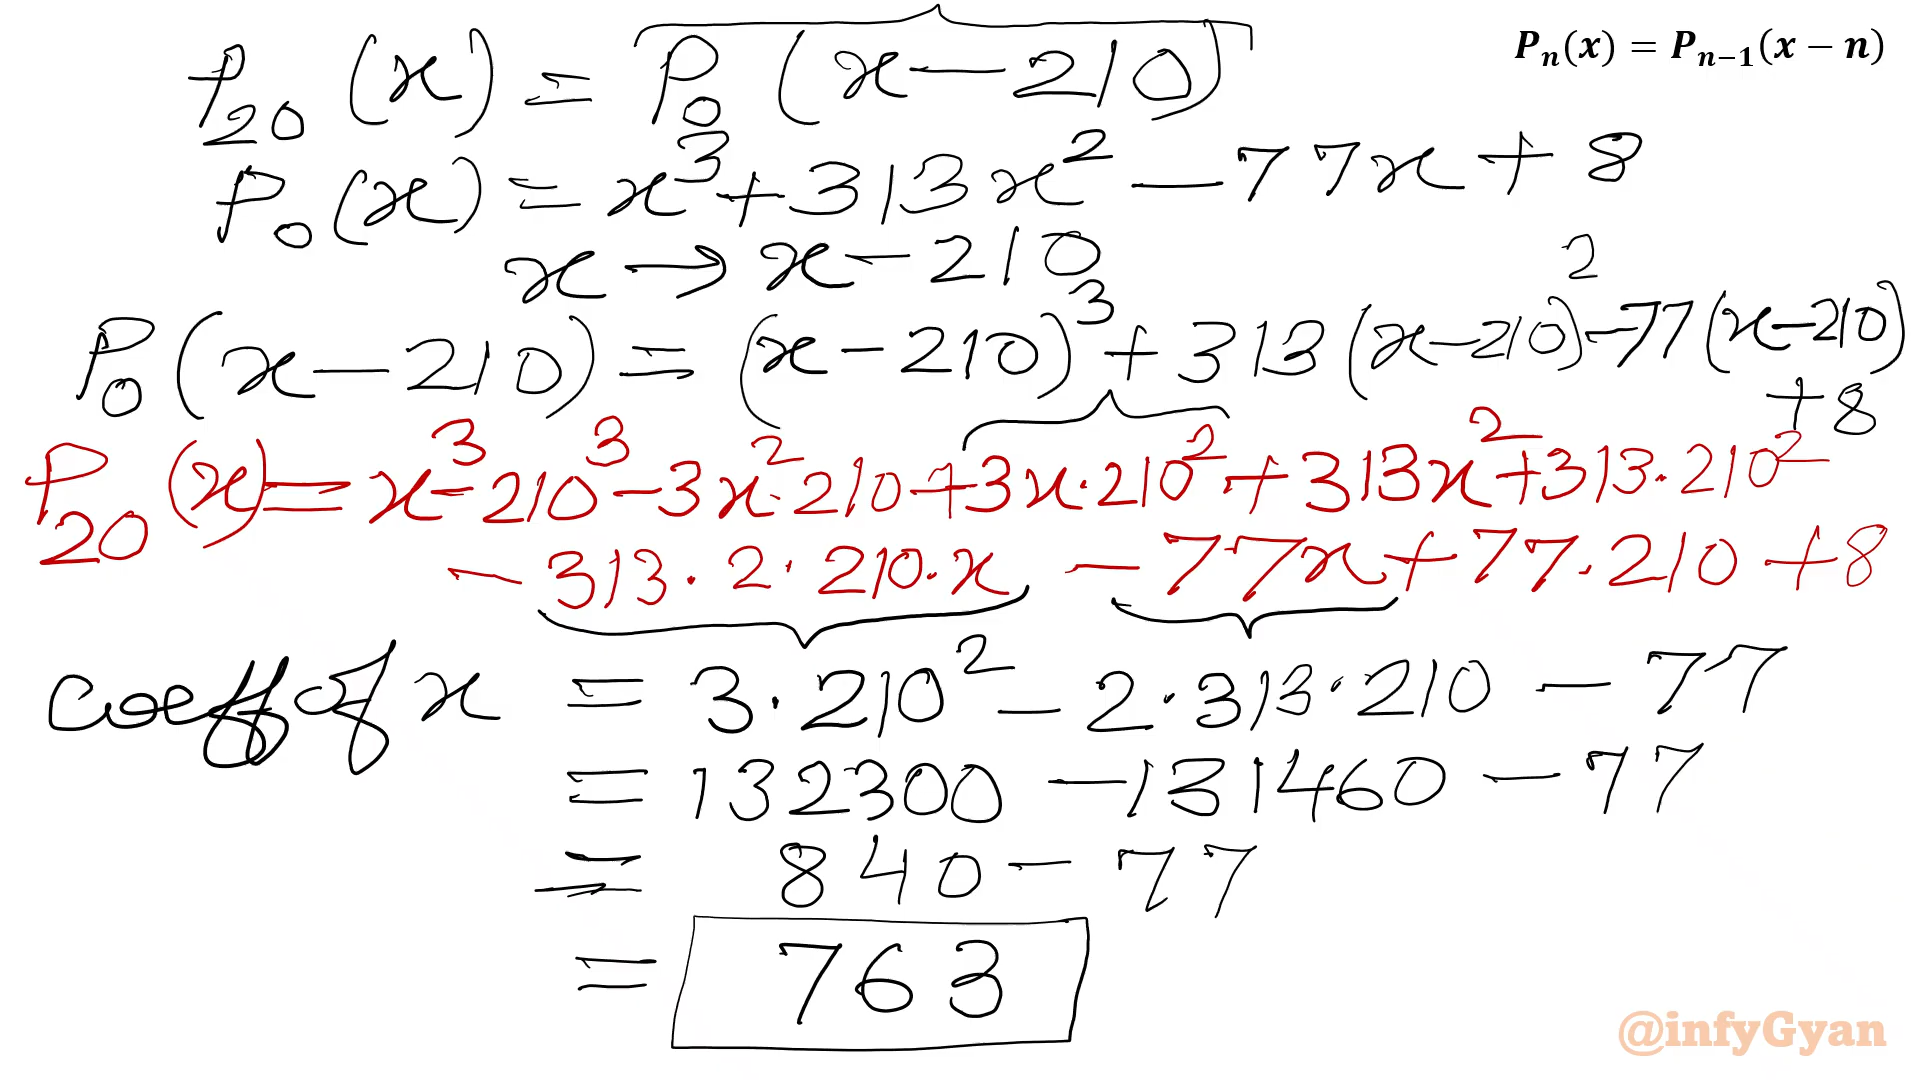 P₂₀(x) = P₀(x − 210)
Pₙ(x) = Pₙ₋₁(x − n)
P₀(x) = x³ + 313x² − 77x + 8
x → x − 210
P₀(x − 210) = (x − 210)³ + 313(x − 210)² − 77(x − 210)
+ 8
P₂₀(x) = x³ − 210³ − 3x²·210 + 3x·210² + 313x² + 313·210²
− 313·2·210·x − 77x + 77·210 + 8
coeff of x = 3·210² − 2·313·210 − 77
= 132300 − 131460 − 77
= 840 − 77
= 763
@infyGyan